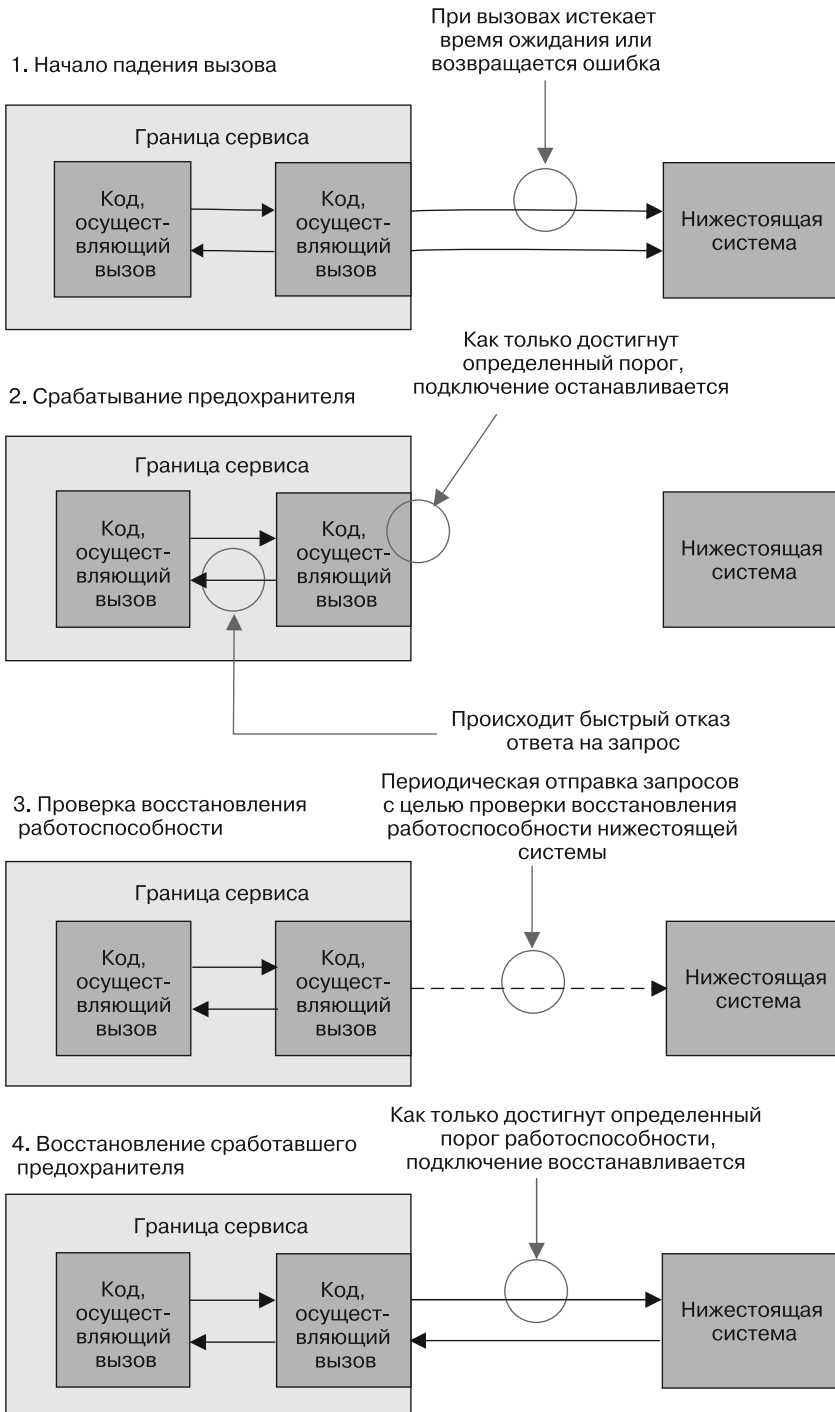 При вызовах истекает
время ожидания или
возвращается ошибка
1. Начало падения вызова
Граница сервиса
Код,
осущест-
вляющий
вызов
Код,
осущест-
вляющий
вызов
Нижестоящая
система
Как только достигнут
определенный порог,
подключение останавливается
2. Срабатывание предохранителя
Граница сервиса
Код,
осущест-
вляющий
вызов
Код,
осущест-
вляющий
вызов
Нижестоящая
система
Происходит быстрый отказ
ответа на запрос
3. Проверка восстановления
работоспособности
Периодическая отправка запросов
с целью проверки восстановления
работоспособности нижестоящей
системы
Граница сервиса
Код,
осущест-
вляющий
вызов
Код,
осущест-
вляющий
вызов
Нижестоящая
система
4. Восстановление сработавшего
предохранителя
Как только достигнут определенный
порог работоспособности,
подключение восстанавливается
Граница сервиса
Код,
осущест-
вляющий
вызов
Код,
осущест-
вляющий
вызов
Нижестоящая
система